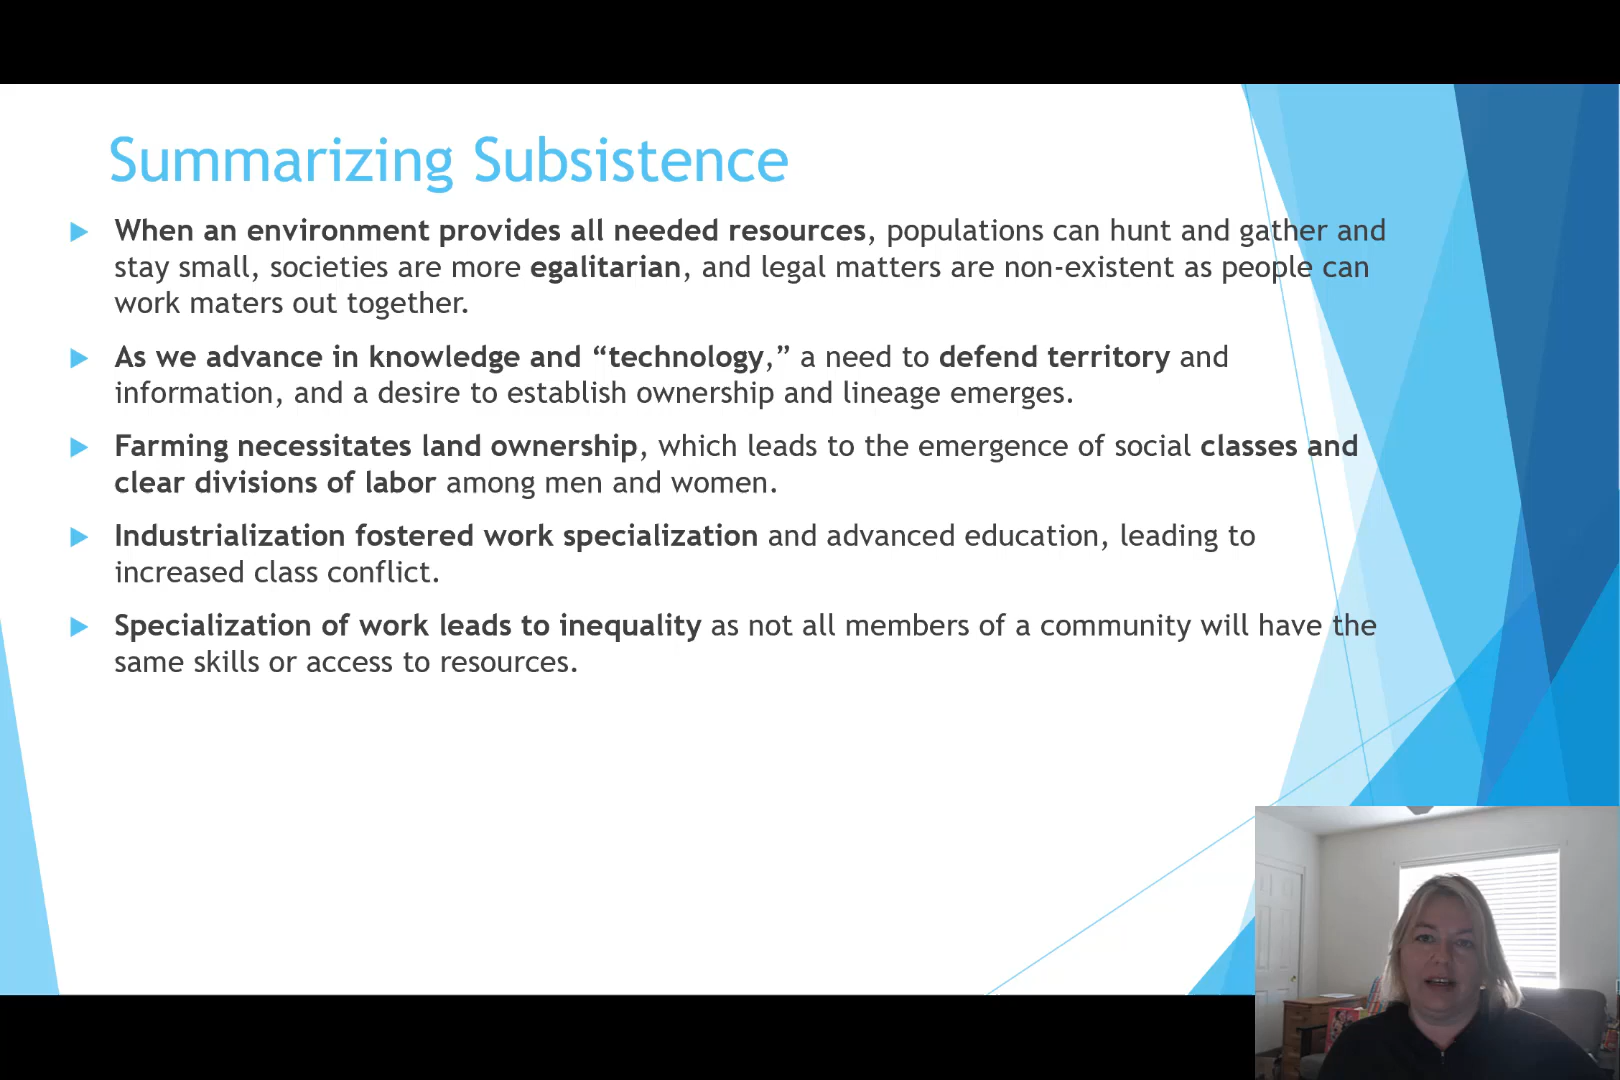 Summarizing Subsistence
When an environment provides all needed resources, populations can hunt and gather and
stay small, societies are more egalitarian, and legal matters are non-existent as people can
work maters out together.
As we advance in knowledge and “technology,” a need to defend territory and
information, and a desire to establish ownership and lineage emerges.
Farming necessitates land ownership, which leads to the emergence of social classes and
clear divisions of labor among men and women.
Industrialization fostered work specialization and advanced education, leading to
increased class conflict.
Specialization of work leads to inequality as not all members of a community will have the
same skills or access to resources.